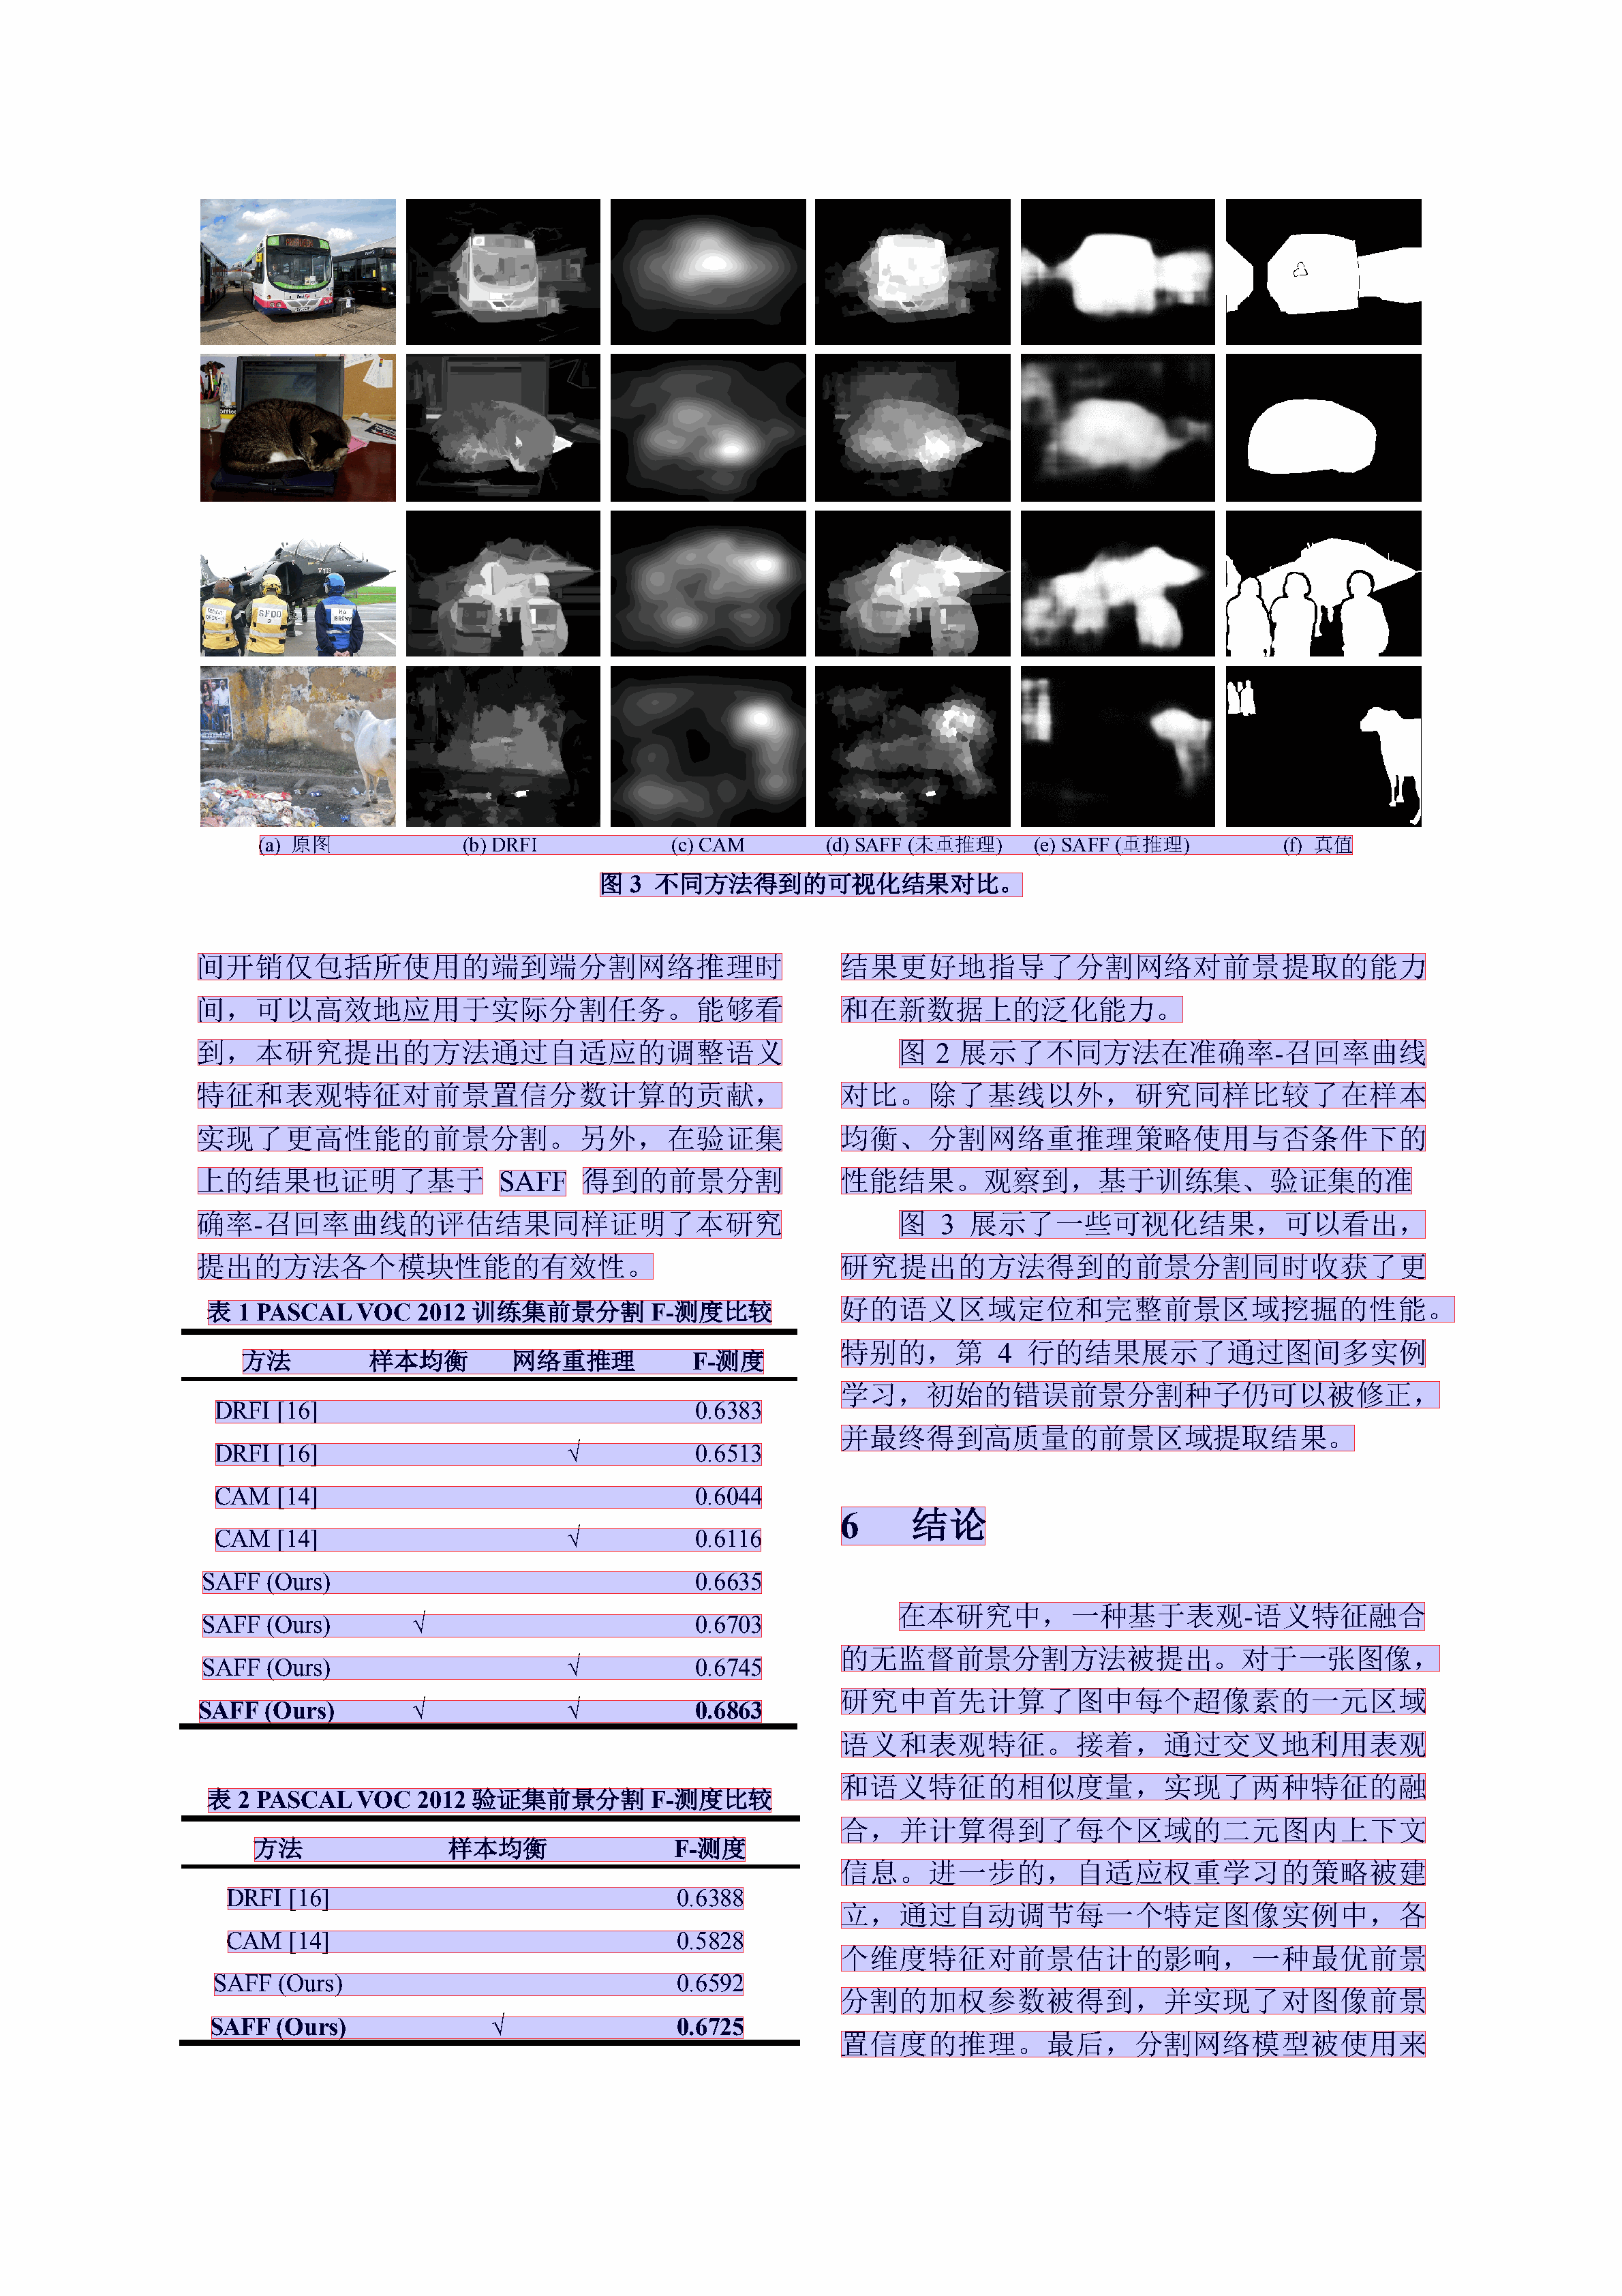 (a) 原图 (b) DRFI (c) CAM (d) SAFF (未重推理) (e) SAFF (重推理) (f) 真值
图 3 不同方法得到的可视化结果对比。
间开销仅包括所使用的端到端分割网络推理时
间，可以高效地应用于实际分割任务。能够看
到，本研究提出的方法通过自适应的调整语义
特征和表观特征对前景置信分数计算的贡献，
实现了更高性能的前景分割。另外，在验证集
上的结果也证明了基于 SAFF 得到的前景分割
确率-召回率曲线的评估结果同样证明了本研究
提出的方法各个模块性能的有效性。
表 1 PASCAL VOC 2012 训练集前景分割 F-测度比较
方法 样本均衡 网络重推理 F-测度
DRFI [16] 0.6383
DRFI [16] √ 0.6513
CAM [14] 0.6044
CAM [14] √ 0.6116
SAFF (Ours) 0.6635
SAFF (Ours) √ 0.6703
SAFF (Ours) √ 0.6745
SAFF (Ours) √ √ 0.6863
表 2 PASCAL VOC 2012 验证集前景分割 F-测度比较
方法 样本均衡 F-测度
DRFI [16] 0.6388
CAM [14] 0.5828
SAFF (Ours) 0.6592
SAFF (Ours) √ 0.6725
结果更好地指导了分割网络对前景提取的能力
和在新数据上的泛化能力。
图 2 展示了不同方法在准确率-召回率曲线
对比。除了基线以外，研究同样比较了在样本
均衡、分割网络重推理策略使用与否条件下的
性能结果。观察到，基于训练集、验证集的准
图 3 展示了一些可视化结果，可以看出，
研究提出的方法得到的前景分割同时收获了更
好的语义区域定位和完整前景区域挖掘的性能。
特别的，第 4 行的结果展示了通过图间多实例
学习，初始的错误前景分割种子仍可以被修正，
并最终得到高质量的前景区域提取结果。
6 结论
在本研究中，一种基于表观-语义特征融合
的无监督前景分割方法被提出。对于一张图像，
研究中首先计算了图中每个超像素的一元区域
语义和表观特征。接着，通过交叉地利用表观
和语义特征的相似度量，实现了两种特征的融
合，并计算得到了每个区域的二元图内上下文
信息。进一步的，自适应权重学习的策略被建
立，通过自动调节每一个特定图像实例中，各
个维度特征对前景估计的影响，一种最优前景
分割的加权参数被得到，并实现了对图像前景
置信度的推理。最后，分割网络模型被使用来